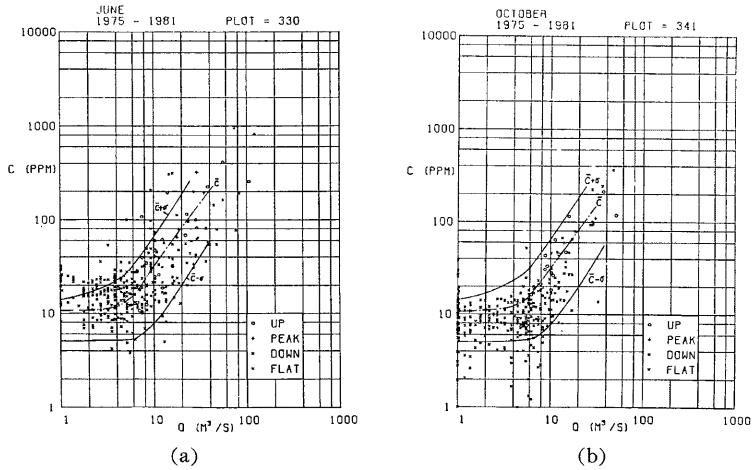 JUNE
1975 - 1981 PLOT = 330
10000
1000
C (PPM)
100
10
1
C̄+σ
C̄
C̄-σ
o UP
+ PEAK
× DOWN
× FLAT
1 10 100 1000
Q (M³/S)
(a)
OCTOBER
1975 - 1981 PLOT = 341
10000
1000
C (PPM)
100
10
1
C̄+σ
C̄
C̄-σ
o UP
+ PEAK
× DOWN
× FLAT
1 10 100 1000
Q (M³/S)
(b)